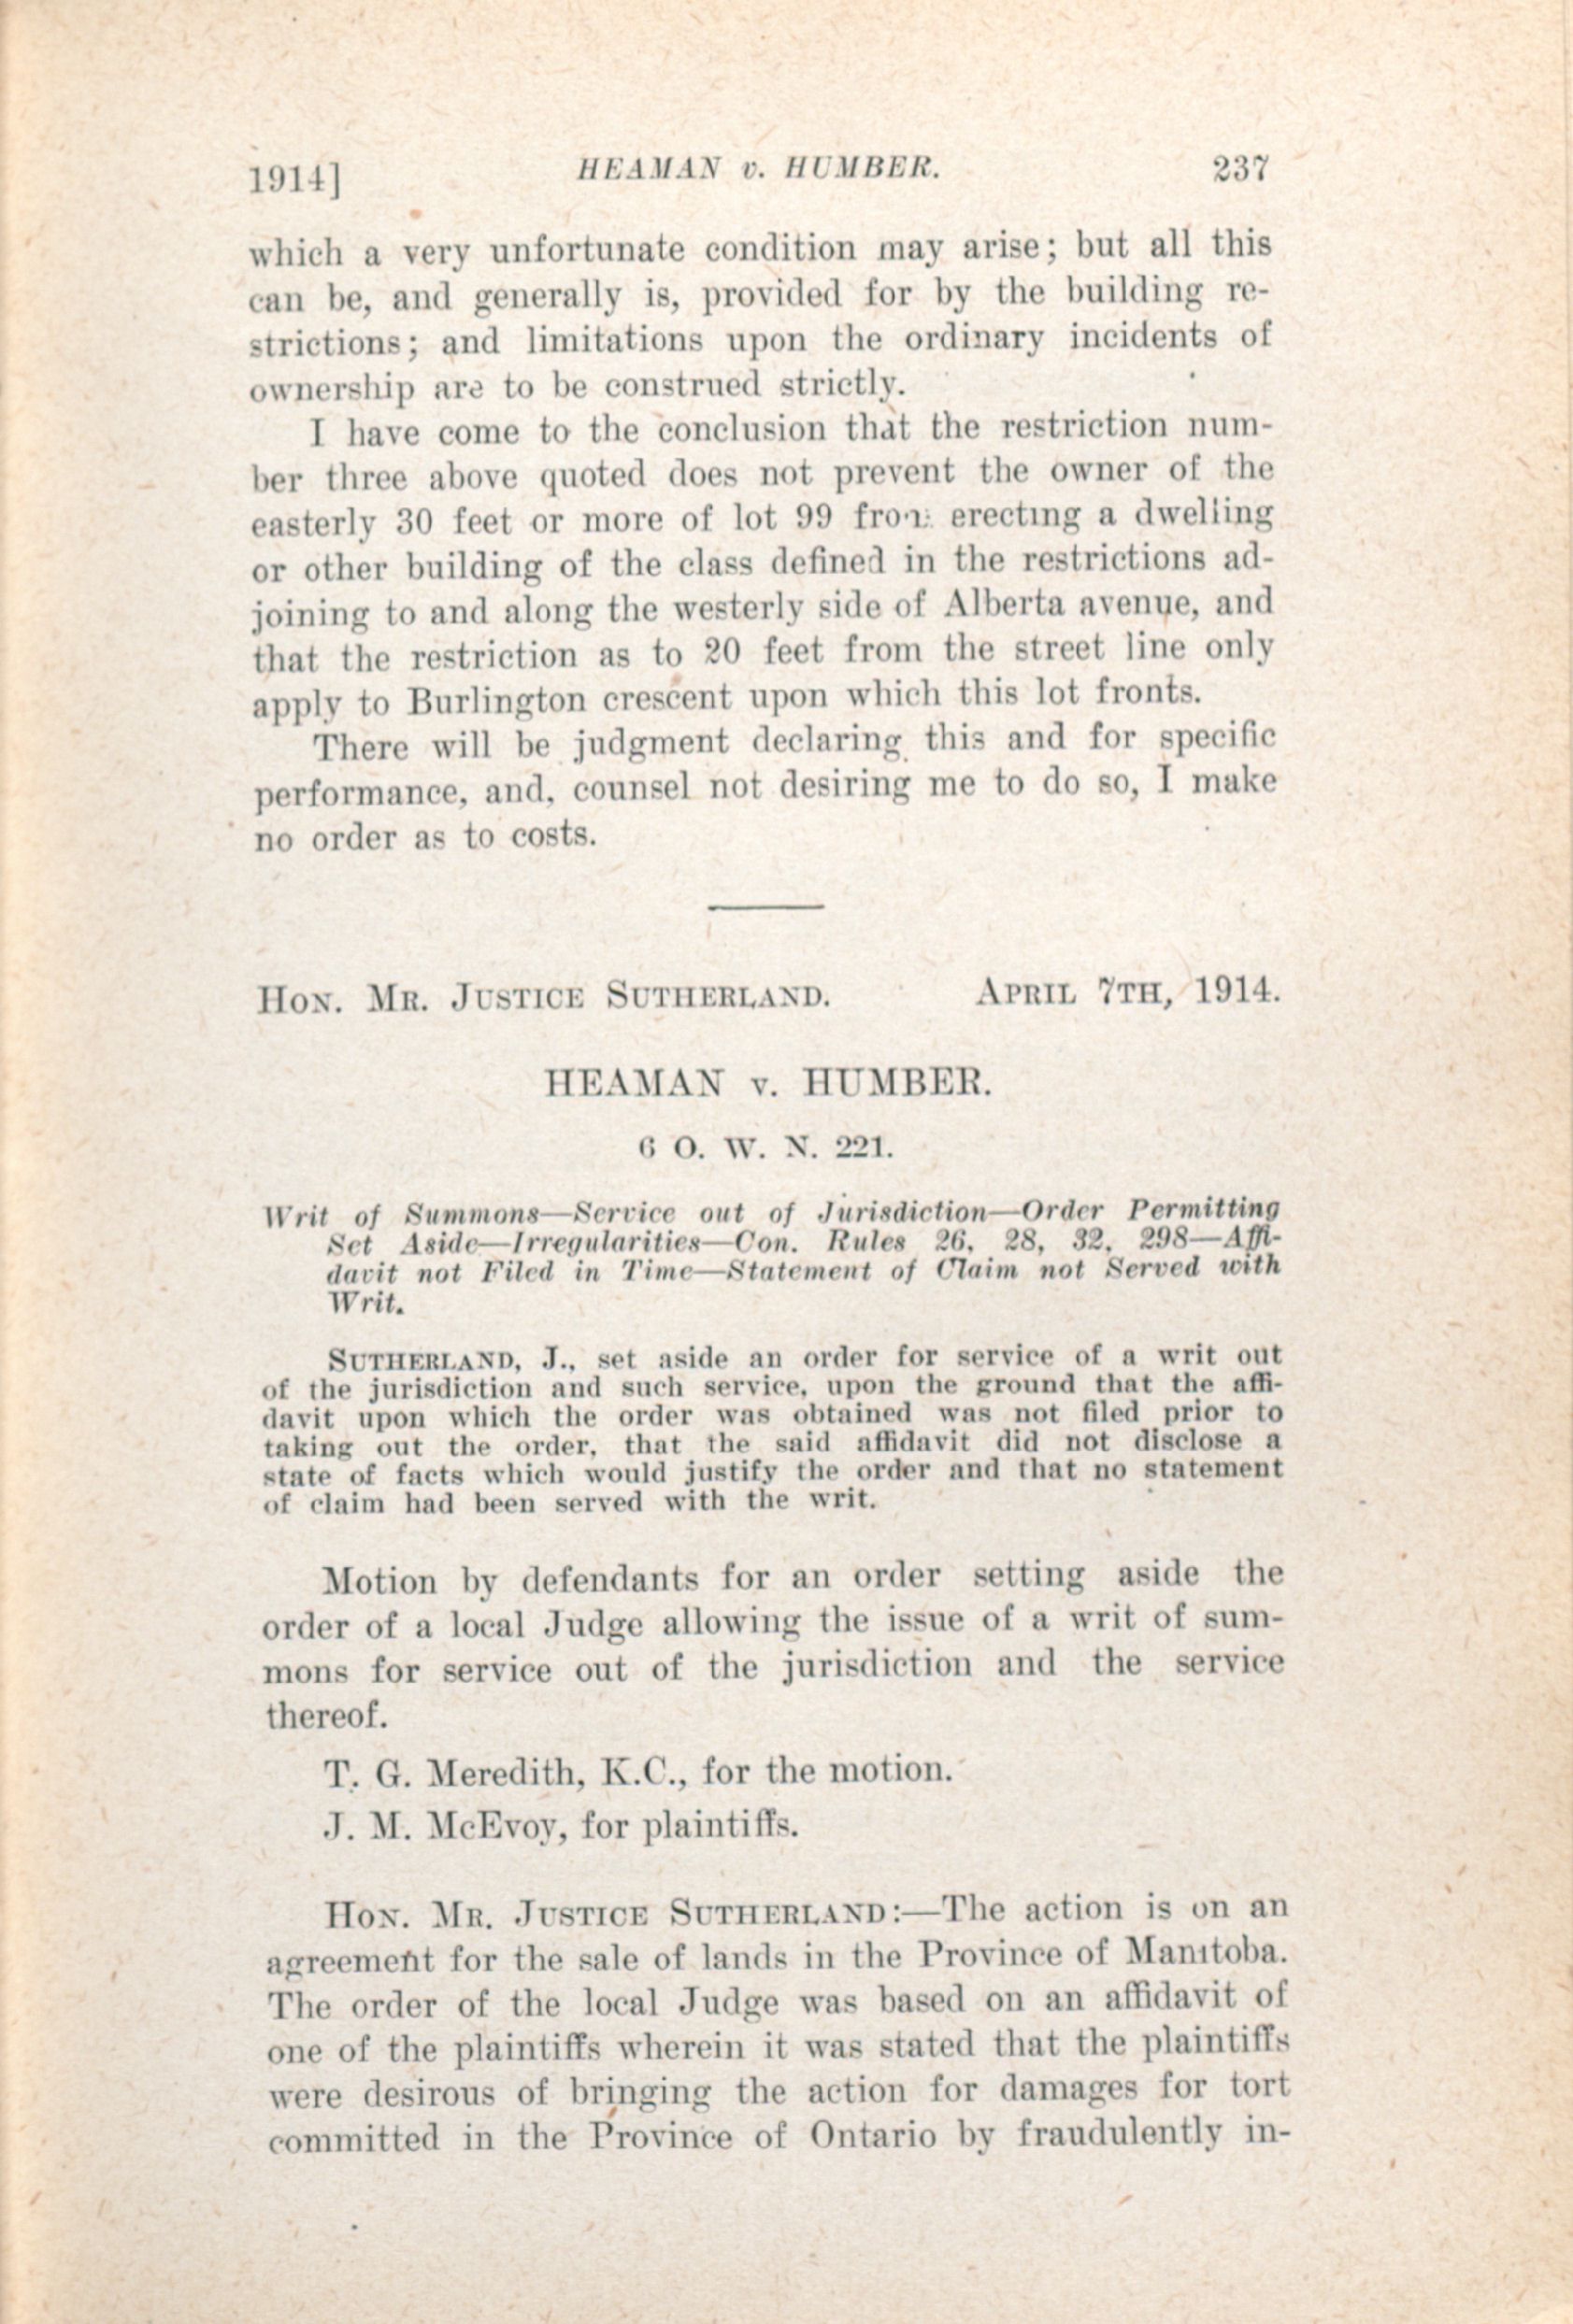 1914] HEAMAN v. HUMBER. 237
which a very unfortunate condition may arise; but all this
can be, and generally is, provided for by the building re-
strictions; and limitations upon the ordinary incidents of
ownership are to be construed strictly.
I have come to the conclusion that the restriction num-
ber three above quoted does not prevent the owner of the
easterly 30 feet or more of lot 99 from erecting a dwelling
or other building of the class defined in the restrictions ad-
joining to and along the westerly side of Alberta avenue, and
that the restriction as to 20 feet from the street line only
apply to Burlington crescent upon which this lot fronts.
There will be judgment declaring this and for specific
performance, and, counsel not desiring me to do so, I make
no order as to costs.
HON. MR. JUSTICE SUTHERLAND. APRIL 7TH, 1914.
HEAMAN v. HUMBER.
6 O. W. N. 221.
Writ of Summons—Service out of Jurisdiction—Order Permitting
Set Aside—Irregularities—Con. Rules 26, 28, 32, 298—Affi-
davit not Filed in Time—Statement of Claim not Served with
Writ.
SUTHERLAND, J., set aside an order for service of a writ out
of the jurisdiction and such service, upon the ground that the affi-
davit upon which the order was obtained was not filed prior to
taking out the order, that the said affidavit did not disclose a
state of facts which would justify the order and that no statement
of claim had been served with the writ.
Motion by defendants for an order setting aside the
order of a local Judge allowing the issue of a writ of sum-
mons for service out of the jurisdiction and the service
thereof.
T. G. Meredith, K.C., for the motion.
J. M. McEvoy, for plaintiffs.
HON. MR. JUSTICE SUTHERLAND:—The action is on an
agreement for the sale of lands in the Province of Manitoba.
The order of the local Judge was based on an affidavit of
one of the plaintiffs wherein it was stated that the plaintiffs
were desirous of bringing the action for damages for tort
committed in the Province of Ontario by fraudulently in-